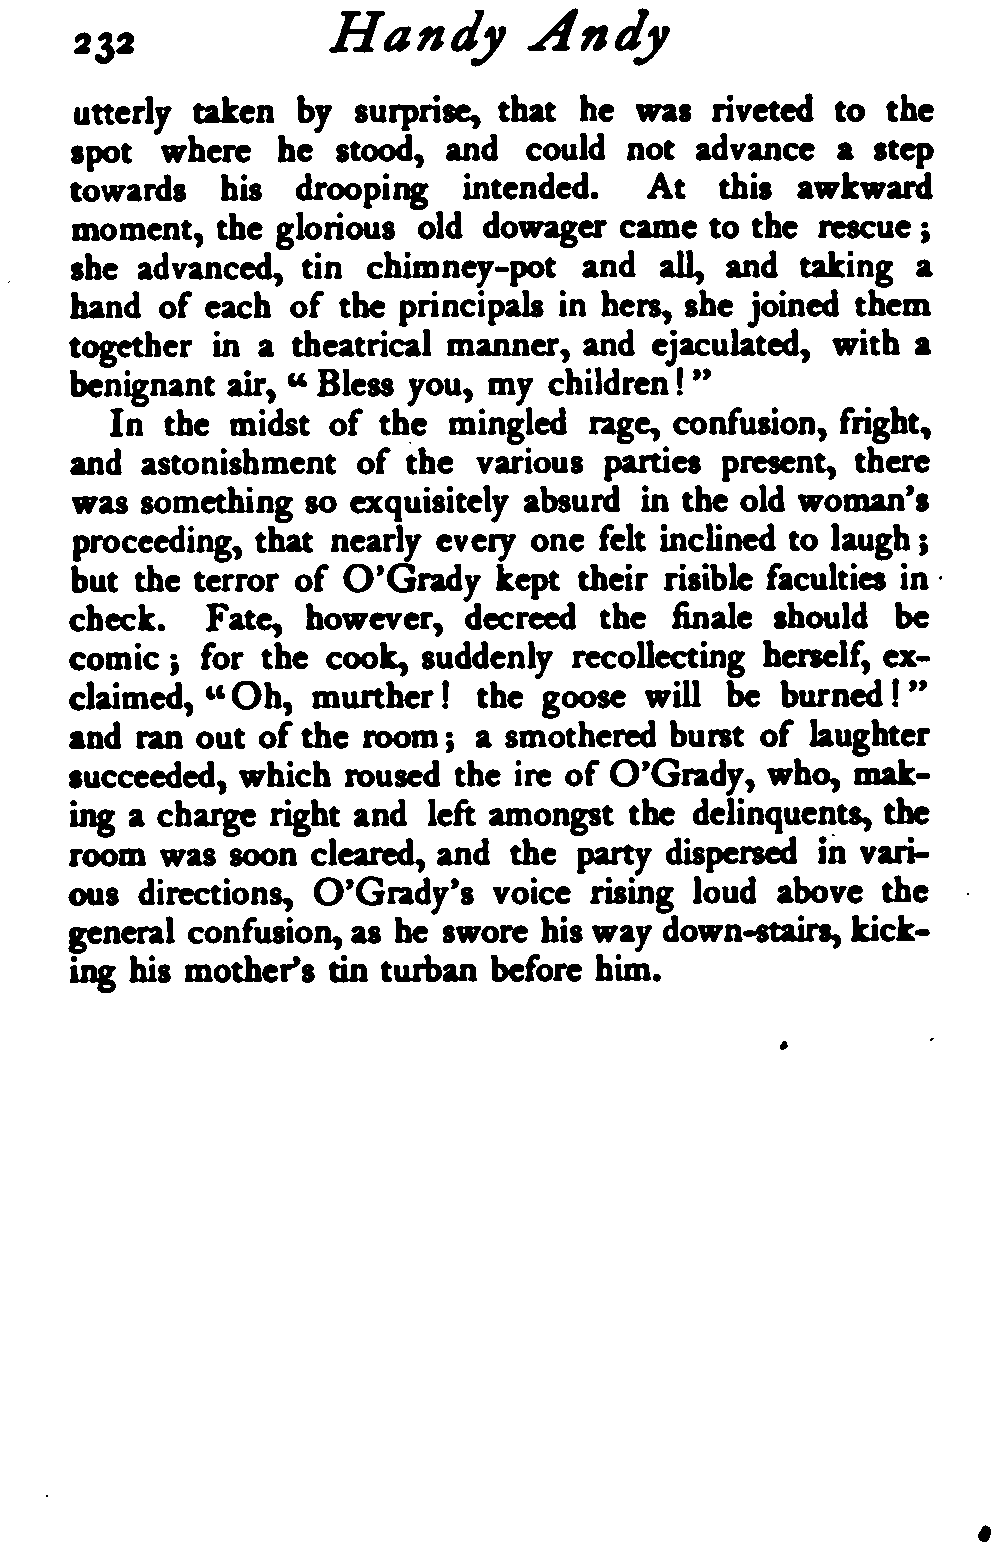 232 Handy Andy
utterly taken by surprise, that he was riveted to the
spot where he stood, and could not advance a step
towards his drooping intended. At this awkward
moment, the glorious old dowager came to the rescue ;
she advanced, tin chimney-pot and all, and taking a
hand of each of the principals in hers, she joined them
together in a theatrical manner, and ejaculated, with a
benignant air, “ Bless you, my children ! ”
In the midst of the mingled rage, confusion, fright,
and astonishment of the various parties present, there
was something so exquisitely absurd in the old woman’s
proceeding, that nearly every one felt inclined to laugh ;
but the terror of O’Grady kept their risible faculties in
check. Fate, however, decreed the finale should be
comic ; for the cook, suddenly recollecting herself, ex-
claimed, “ Oh, murther ! the goose will be burned ! ”
and ran out of the room ; a smothered burst of laughter
succeeded, which roused the ire of O’Grady, who, mak-
ing a charge right and left amongst the delinquents, the
room was soon cleared, and the party dispersed in vari-
ous directions, O’Grady’s voice rising loud above the
general confusion, as he swore his way down-stairs, kick-
ing his mother’s tin turban before him.